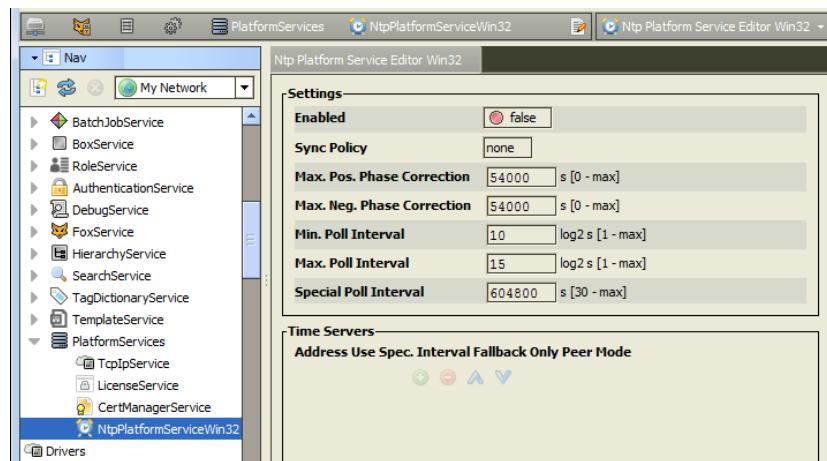 PlatformServices NtpPlatformServiceWin32 Ntp Platform Service Editor Win32
Nav
My Network
BatchJobService
BoxService
RoleService
AuthenticationService
DebugService
FoxService
HierarchyService
SearchService
TagDictionaryService
TemplateService
PlatformServices
TcpIpService
LicenseService
CertManagerService
NtpPlatformServiceWin32
Drivers
Ntp Platform Service Editor Win32
Settings
Enabled false
Sync Policy none
Max. Pos. Phase Correction 54000 s [0 - max]
Max. Neg. Phase Correction 54000 s [0 - max]
Min. Poll Interval 10 log2 s [1 - max]
Max. Poll Interval 15 log2 s [1 - max]
Special Poll Interval 604800 s [30 - max]
Time Servers
Address Use Spec. Interval Fallback Only Peer Mode